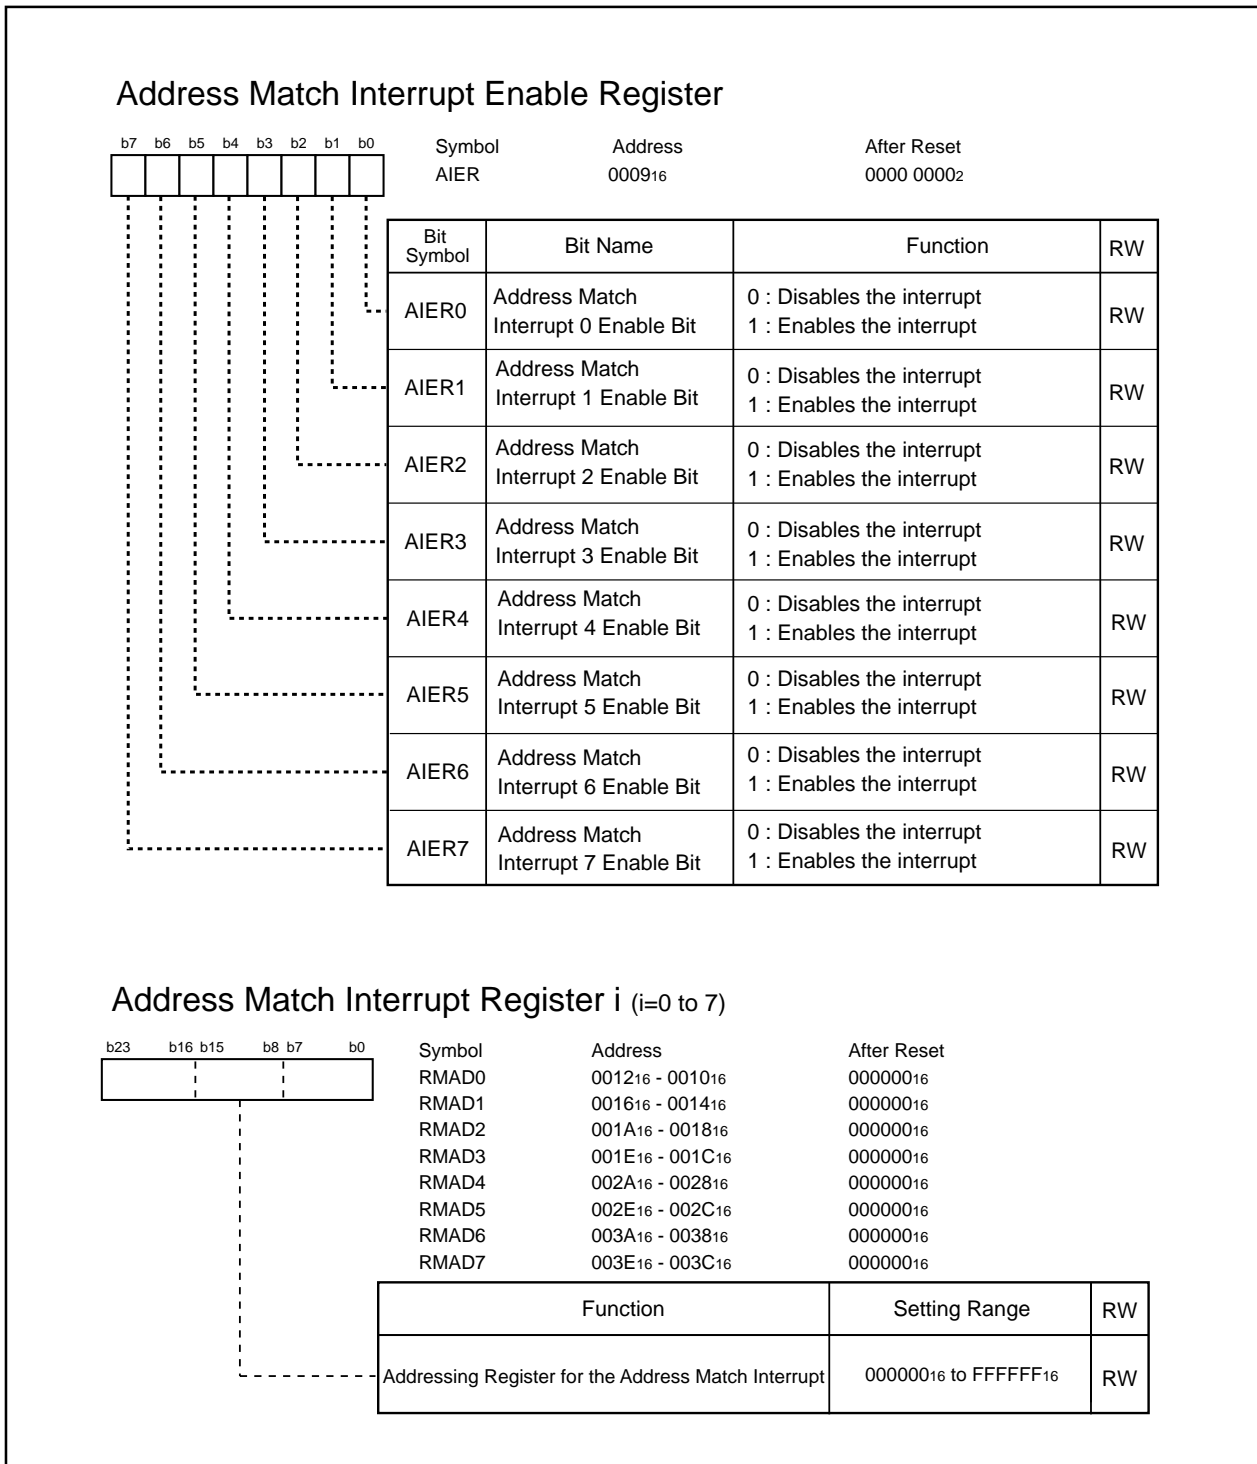 Address Match Interrupt Enable Register
b7 b6 b5 b4 b3 b2 b1 b0
Symbol Address After Reset
AIER 000916 0000 00002
Bit Symbol Bit Name Function RW
AIER0 Address Match Interrupt 0 Enable Bit 0 : Disables the interrupt 1 : Enables the interrupt RW
AIER1 Address Match Interrupt 1 Enable Bit 0 : Disables the interrupt 1 : Enables the interrupt RW
AIER2 Address Match Interrupt 2 Enable Bit 0 : Disables the interrupt 1 : Enables the interrupt RW
AIER3 Address Match Interrupt 3 Enable Bit 0 : Disables the interrupt 1 : Enables the interrupt RW
AIER4 Address Match Interrupt 4 Enable Bit 0 : Disables the interrupt 1 : Enables the interrupt RW
AIER5 Address Match Interrupt 5 Enable Bit 0 : Disables the interrupt 1 : Enables the interrupt RW
AIER6 Address Match Interrupt 6 Enable Bit 0 : Disables the interrupt 1 : Enables the interrupt RW
AIER7 Address Match Interrupt 7 Enable Bit 0 : Disables the interrupt 1 : Enables the interrupt RW
Address Match Interrupt Register i (i=0 to 7)
b23 b16 b15 b8 b7 b0
Symbol Address After Reset
RMAD0 001216 - 001016 00000016
RMAD1 001616 - 001416 00000016
RMAD2 001A16 - 001816 00000016
RMAD3 001E16 - 001C16 00000016
RMAD4 002A16 - 002816 00000016
RMAD5 002E16 - 002C16 00000016
RMAD6 003A16 - 003816 00000016
RMAD7 003E16 - 003C16 00000016
Function Setting Range RW
Addressing Register for the Address Match Interrupt 00000016 to FFFFFF16 RW